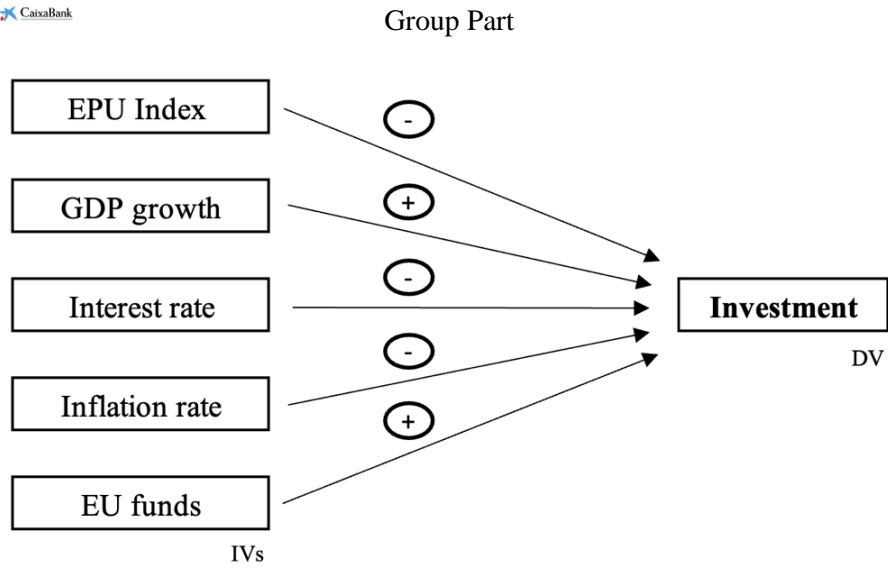 CaixaBank
Group Part
EPU Index
-
GDP growth
+
Interest rate
-
Investment
DV
-
Inflation rate
+
EU funds
IVs